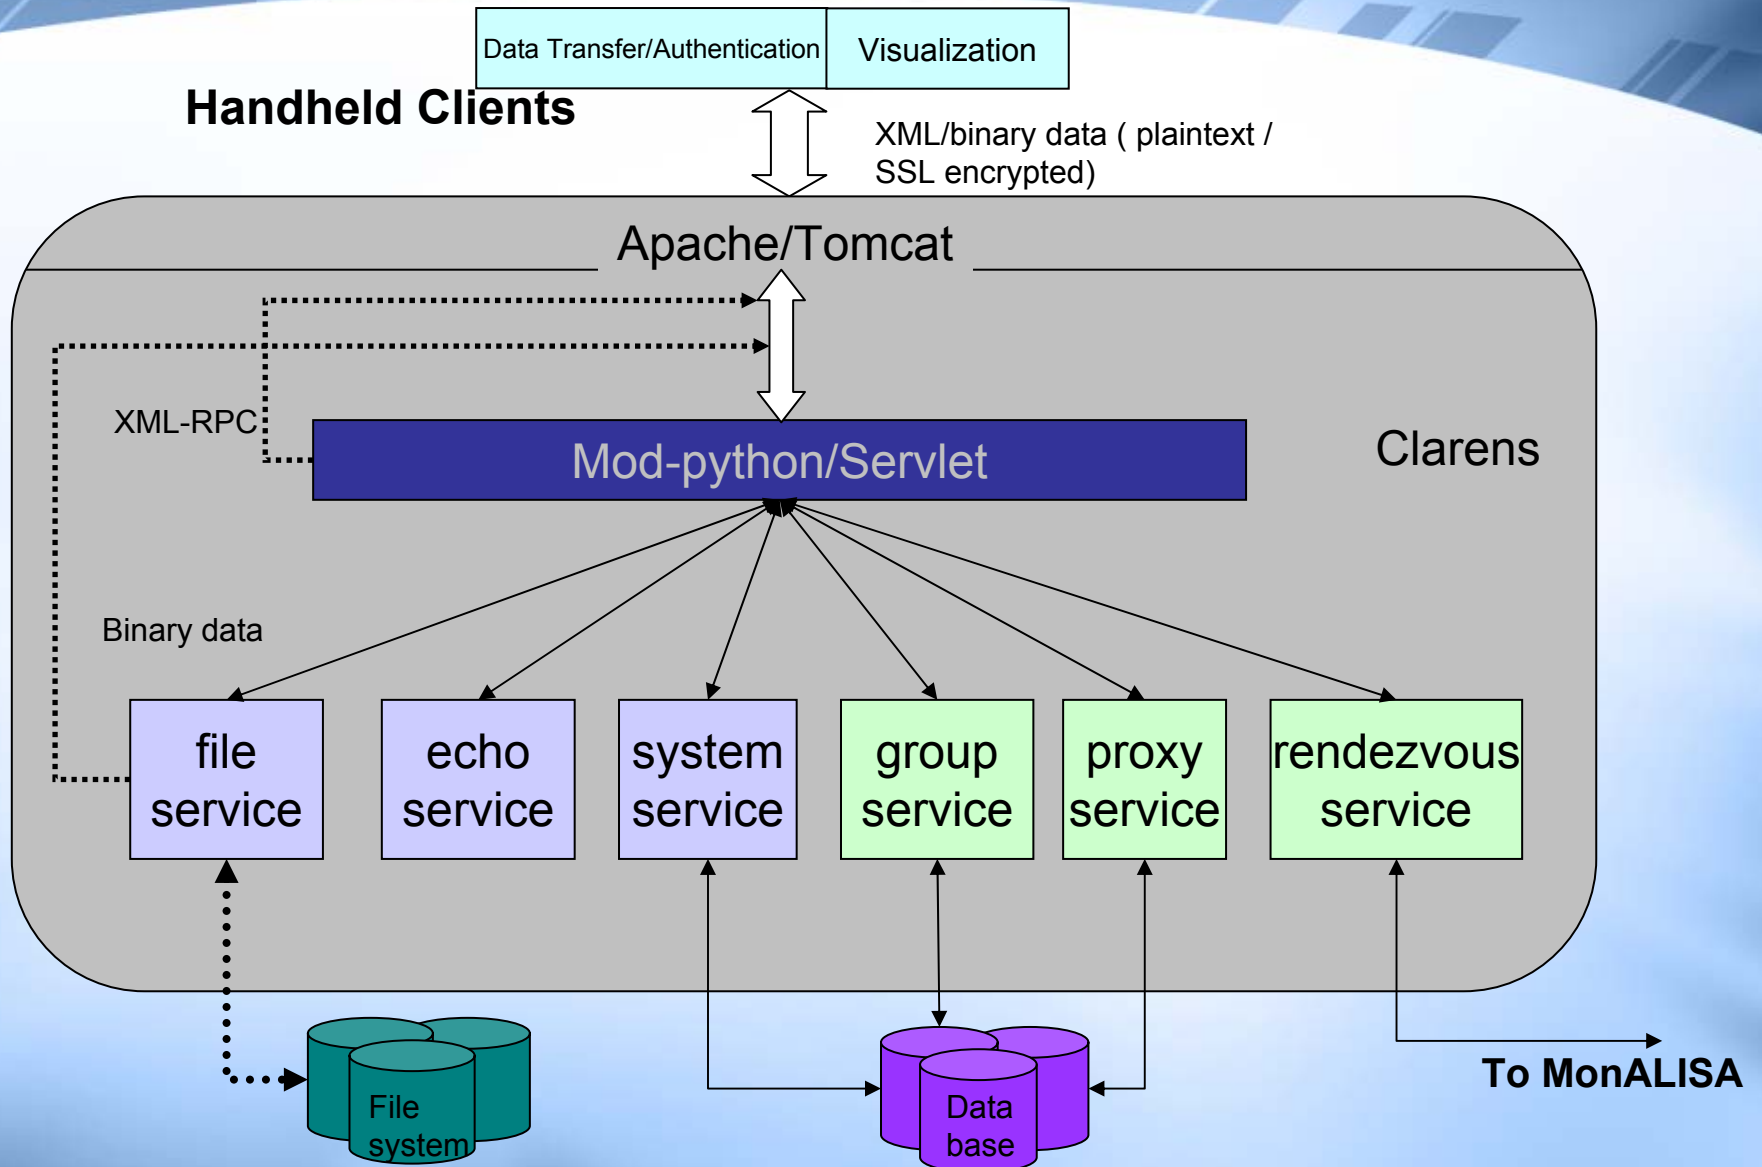 Data Transfer/Authentication
Visualization
Handheld Clients
XML/binary data ( plaintext /
SSL encrypted)
Apache/Tomcat
XML-RPC
Mod-python/Servlet
Clarens
Binary data
file
service
echo
service
system
service
group
service
proxy
service
rendezvous
service
File
system
Data
base
To MonALISA